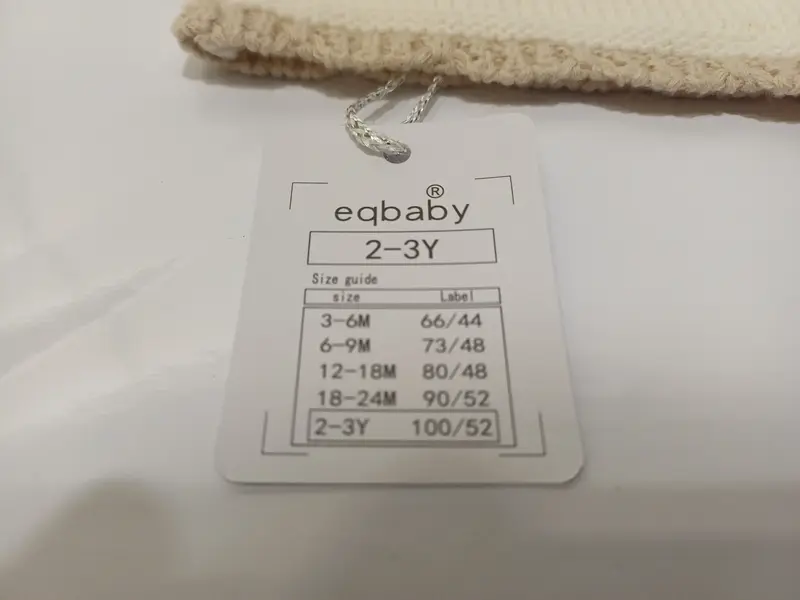 eqbaby®
2-3Y
Size guide
size Label
3-6M 66/44
6-9M 73/48
12-18M 80/48
18-24M 90/52
2-3Y 100/52